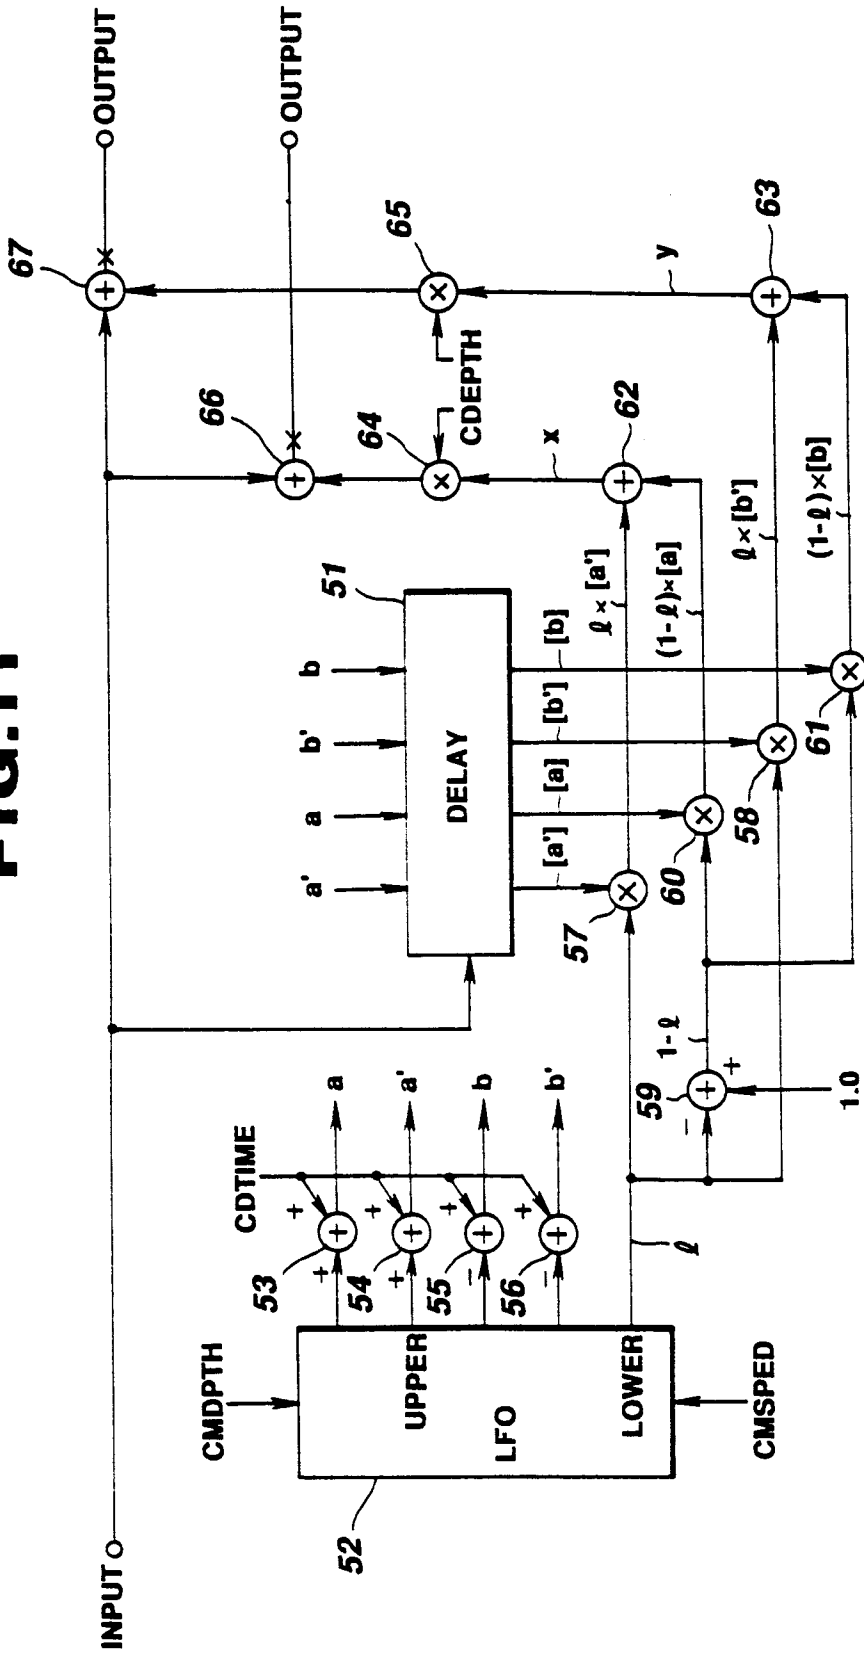 FIG.11
INPUT
OUTPUT
OUTPUT
67
66
65
64
CDEPTH
63
62
y
x
51
a'
a
b'
b
DELAY
[a']
[a]
[b']
[b]
ℓ×[a']
(1-ℓ)×[a]
ℓ×[b']
(1-ℓ)×[b]
57
60
58
61
CDTIME
53
54
55
56
+
+
+
+
+
+
−
−
a
a'
b
b'
CMDPTH
52
UPPER
LFO
LOWER
CMSPED
ℓ
59
1-ℓ
−
+
1.0